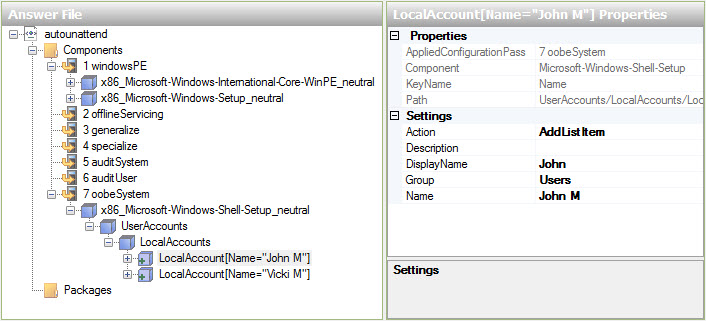 Answer File
autounattend
Components
1 windowsPE
x86_Microsoft-Windows-International-Core-WinPE_neutral
x86_Microsoft-Windows-Setup_neutral
2 offlineServicing
3 generalize
4 specialize
5 auditSystem
6 auditUser
7 oobeSystem
x86_Microsoft-Windows-Shell-Setup_neutral
UserAccounts
LocalAccounts
LocalAccount[Name="John M"]
LocalAccount[Name="Vicki M"]
Packages
LocalAccount[Name="John M"] Properties
Properties
AppliedConfigurationPass 7 oobeSystem
Component Microsoft-Windows-Shell-Setup
KeyName Name
Path UserAccounts/LocalAccounts/Loc
Settings
Action AddListItem
Description
DisplayName John
Group Users
Name John M
Settings